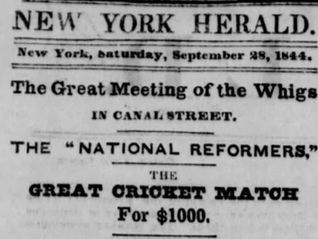 NEW YORK HERALD.
New York, Saturday, September 28, 1844.
The Great Meeting of the Whigs
IN CANAL STREET.
THE "NATIONAL REFORMERS,"
THE
GREAT CRICKET MATCH
For $1000.